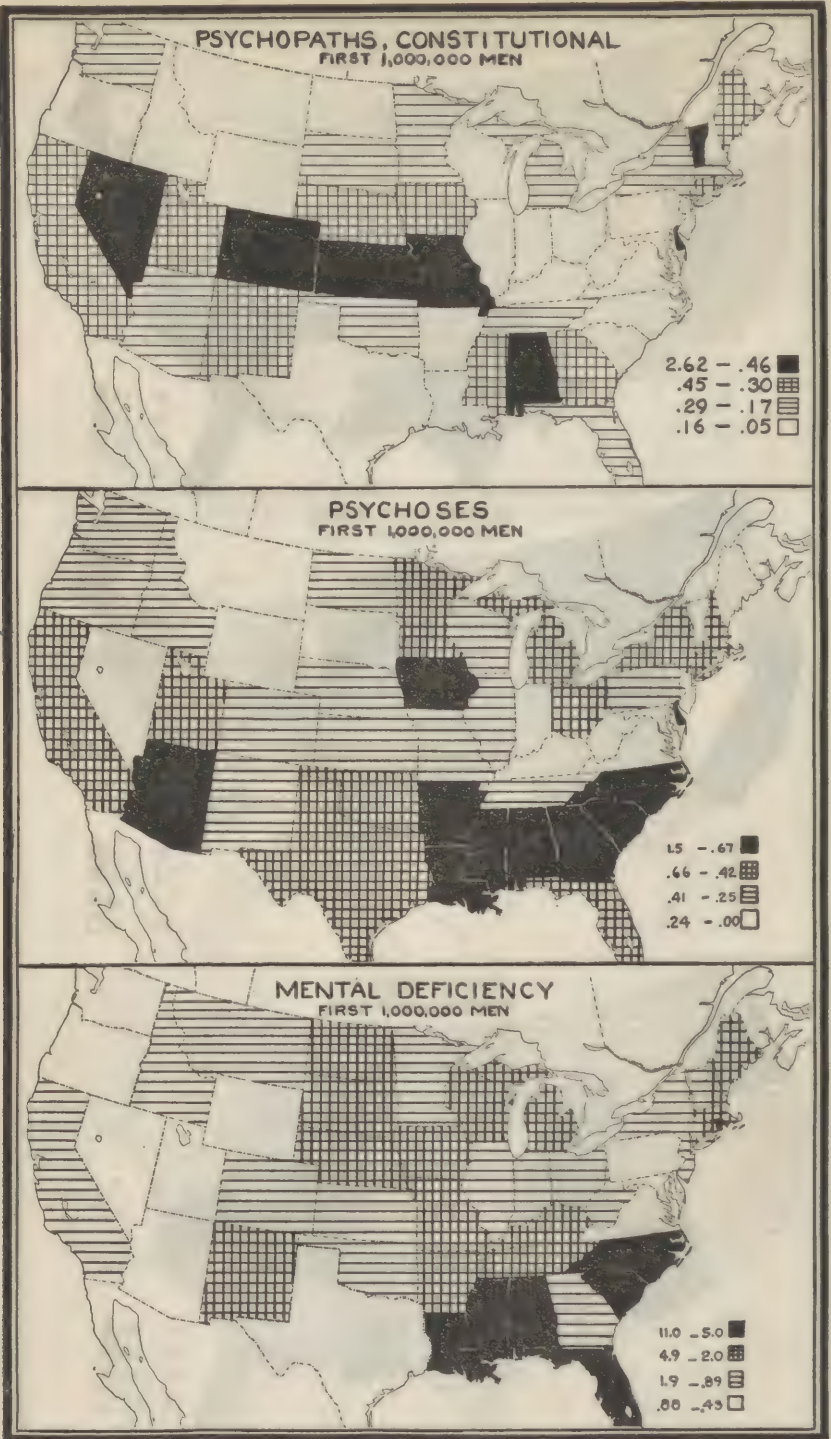 PSYCHOPATHS, CONSTITUTIONAL
FIRST 1,000,000 MEN
2.62 – .46
.45 – .30
.29 – .17
.16 – .05
PSYCHOSES
FIRST 1,000,000 MEN
1.5 – .67
.66 – .42
.41 – .25
.24 – .00
MENTAL DEFICIENCY
FIRST 1,000,000 MEN
11.0 – 5.0
4.9 – 2.0
1.9 – .89
.88 – .43